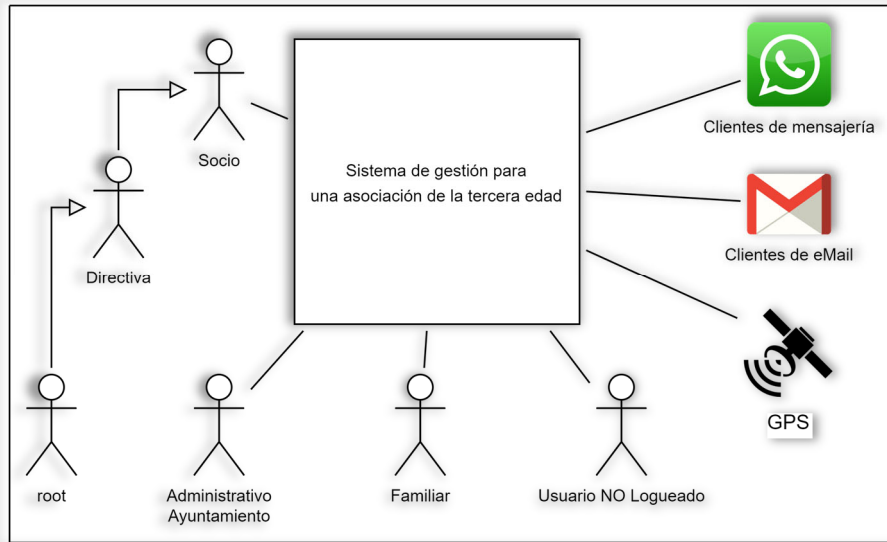 Socio
Directiva
root
Sistema de gestión para
una asociación de la tercera edad
Clientes de mensajería
Clientes de eMail
GPS
Administrativo
Ayuntamiento
Familiar
Usuario NO Logueado